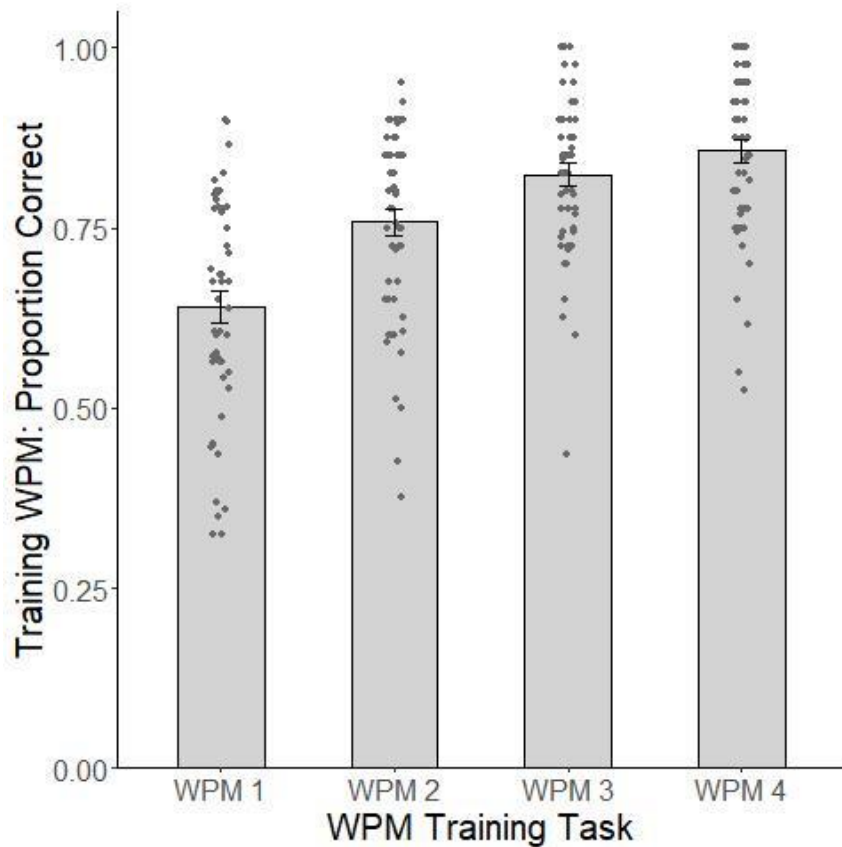 Training WPM: Proportion Correct
1.00
0.75
0.50
0.25
0.00
WPM 1 WPM 2 WPM 3 WPM 4
WPM Training Task